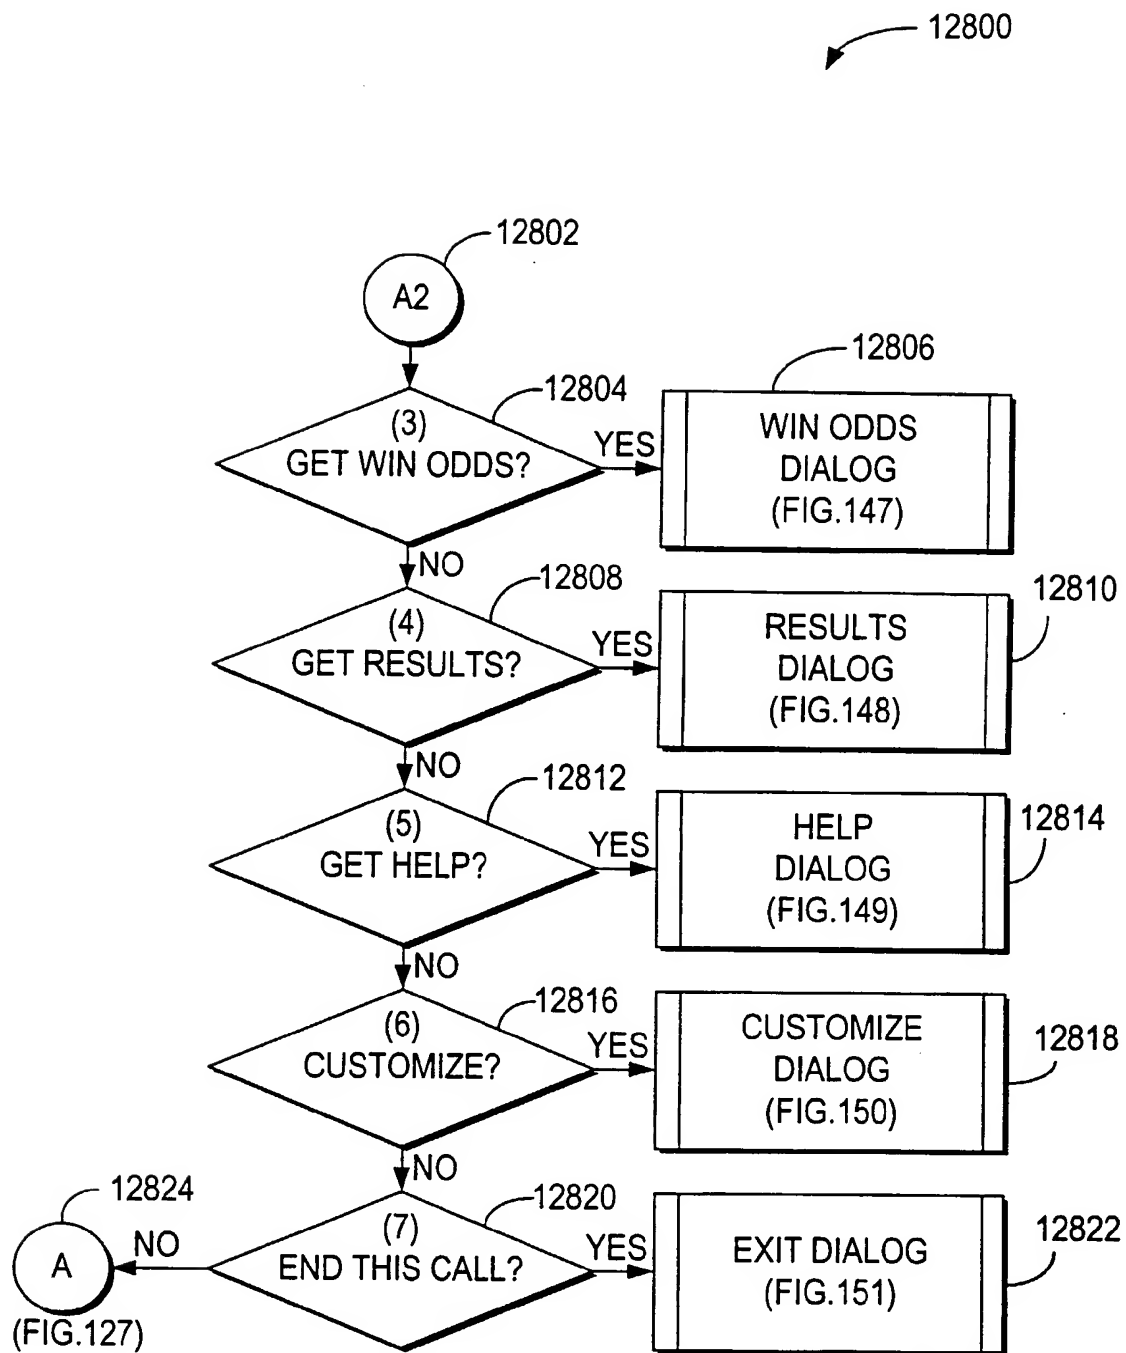 12800
12802
A2
12804
(3)
GET WIN ODDS?
YES
12806
WIN ODDS
DIALOG
(FIG.147)
NO
12808
(4)
GET RESULTS?
YES
12810
RESULTS
DIALOG
(FIG.148)
NO
12812
(5)
GET HELP?
YES
12814
HELP
DIALOG
(FIG.149)
NO
12816
(6)
CUSTOMIZE?
YES
12818
CUSTOMIZE
DIALOG
(FIG.150)
NO
12820
(7)
END THIS CALL?
YES
12822
EXIT DIALOG
(FIG.151)
NO
12824
A
(FIG.127)